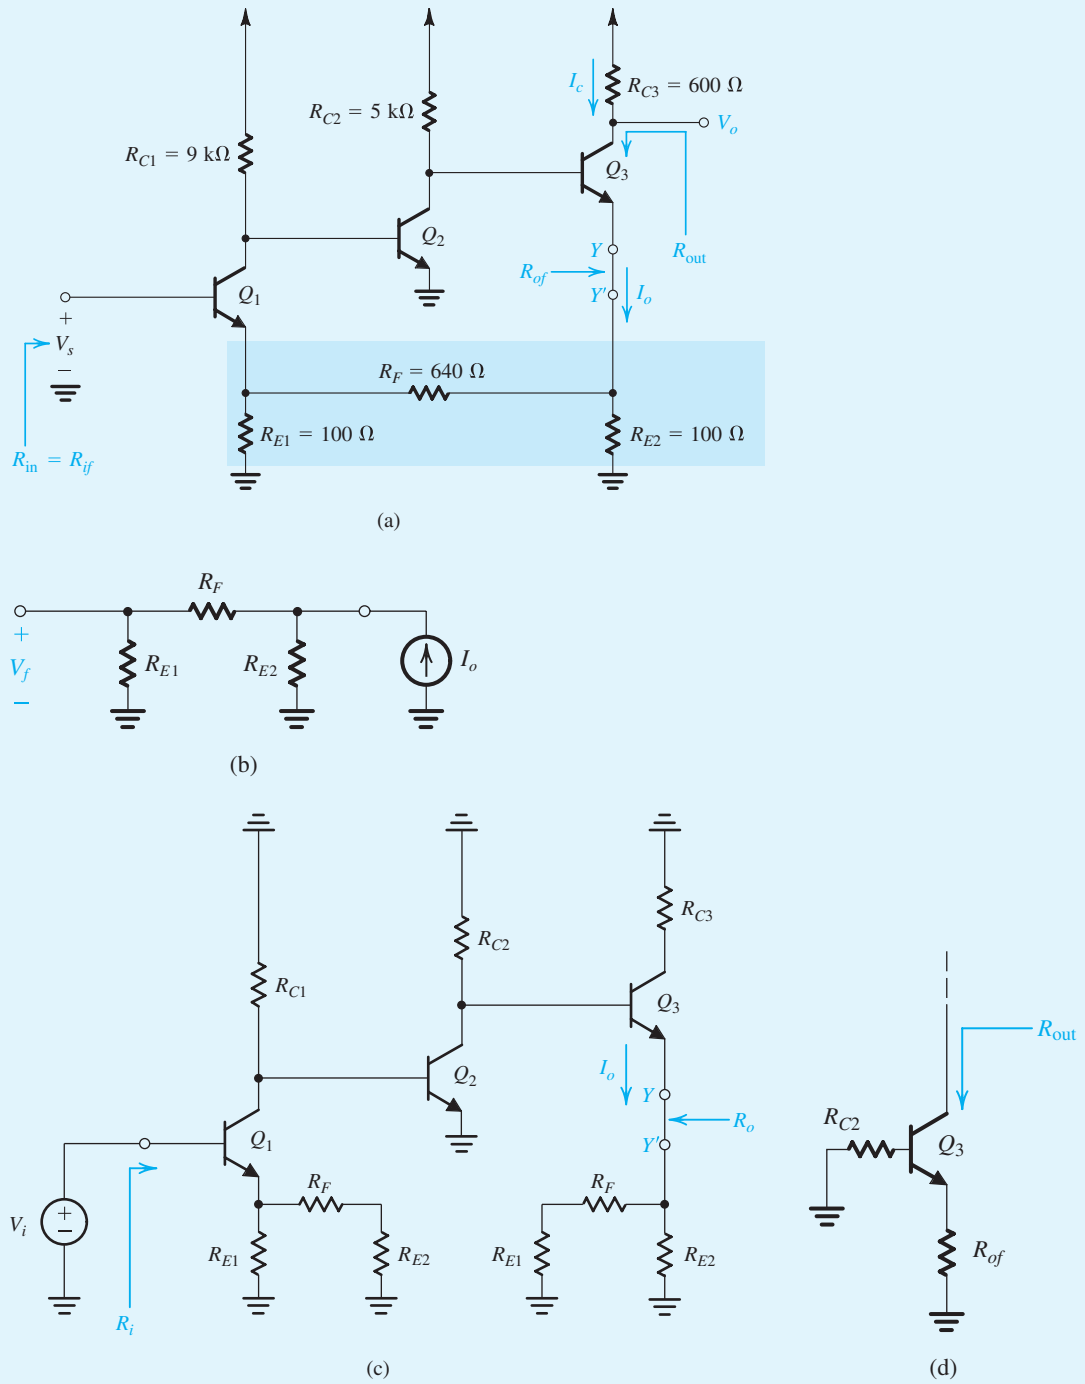 I_c
R_C3 = 600 Ω
R_C2 = 5 kΩ
V_o
R_C1 = 9 kΩ
Q_3
Q_2
Y
R_out
R_of
Q_1
Y'
I_o
+
V_s
−
R_F = 640 Ω
R_E1 = 100 Ω
R_E2 = 100 Ω
R_in = R_if
(a)
R_F
+
V_f
−
R_E1
R_E2
I_o
(b)
R_C3
R_C2
R_C1
Q_3
Q_2
I_o
Y
R_o
Y'
Q_1
R_F
R_F
V_i
+
−
R_E1
R_E2
R_E1
R_E2
R_i
(c)
R_out
R_C2
Q_3
R_of
(d)